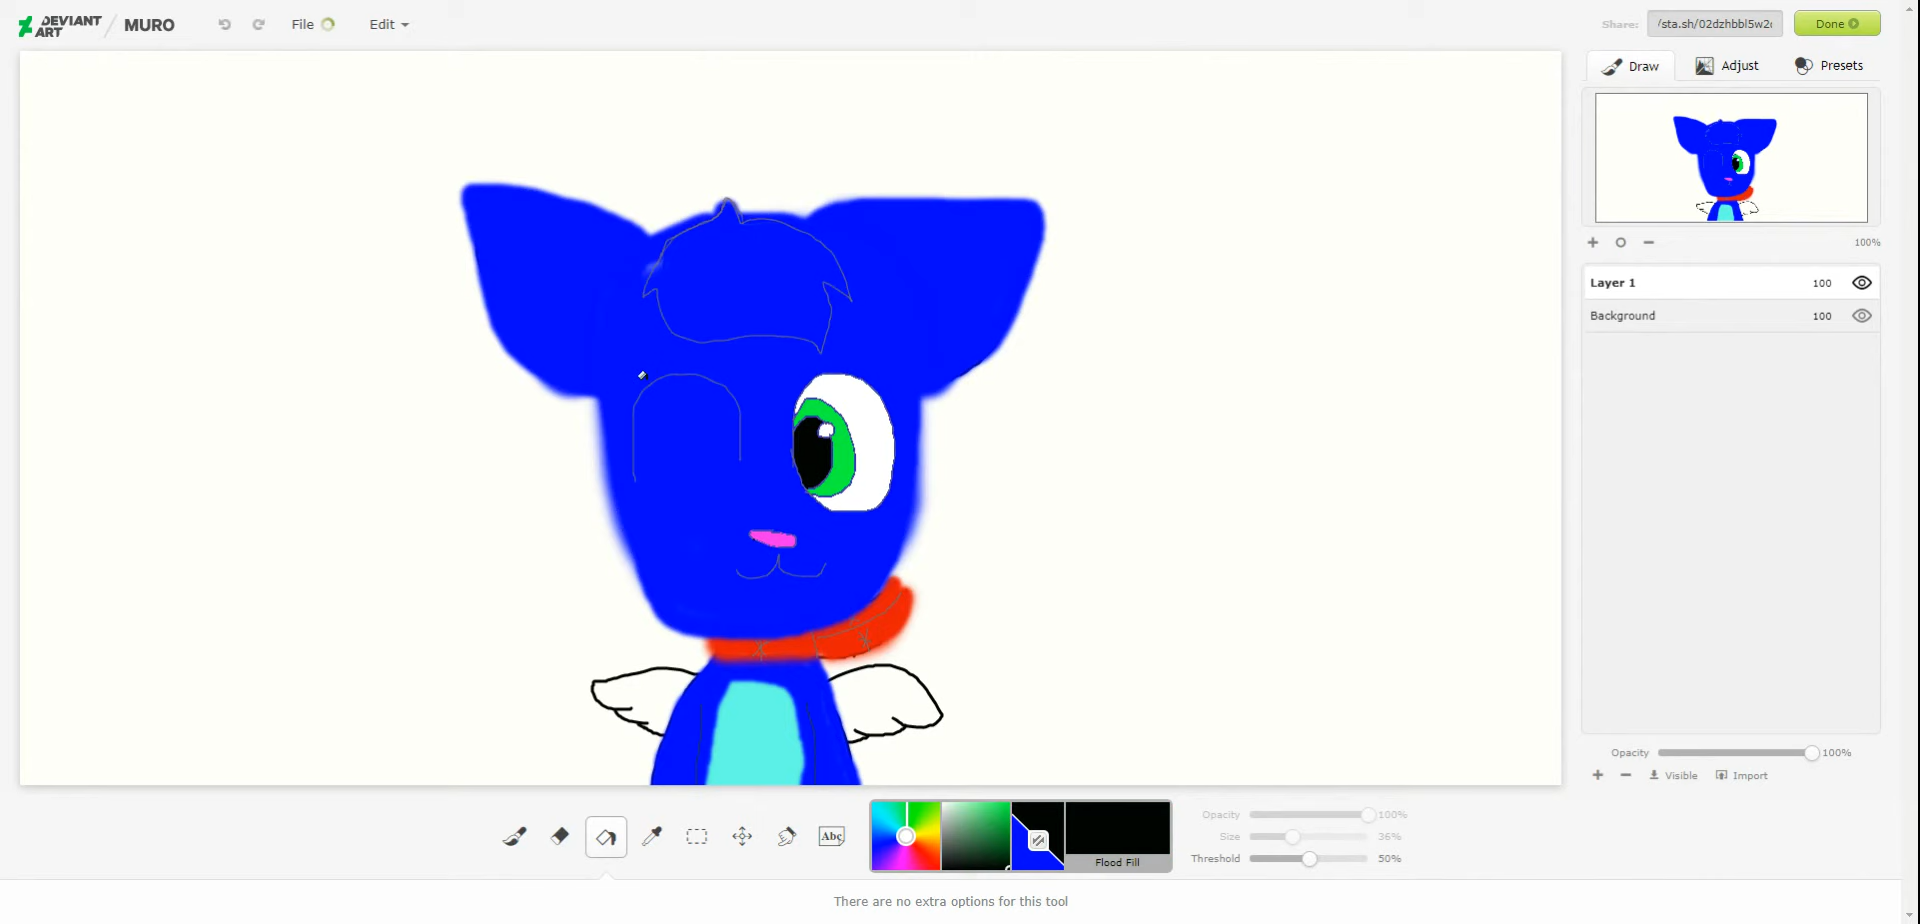 DEVIANT ART / MURO
File
Edit
Share: /sta.sh/02dzhbbl5w2
Done
Draw
Adjust
Presets
100%
Layer 1 100
Background 100
Opacity 100%
Visible
Import
Abc
Flood Fill
Opacity 100%
Size 36%
Threshold 50%
There are no extra options for this tool